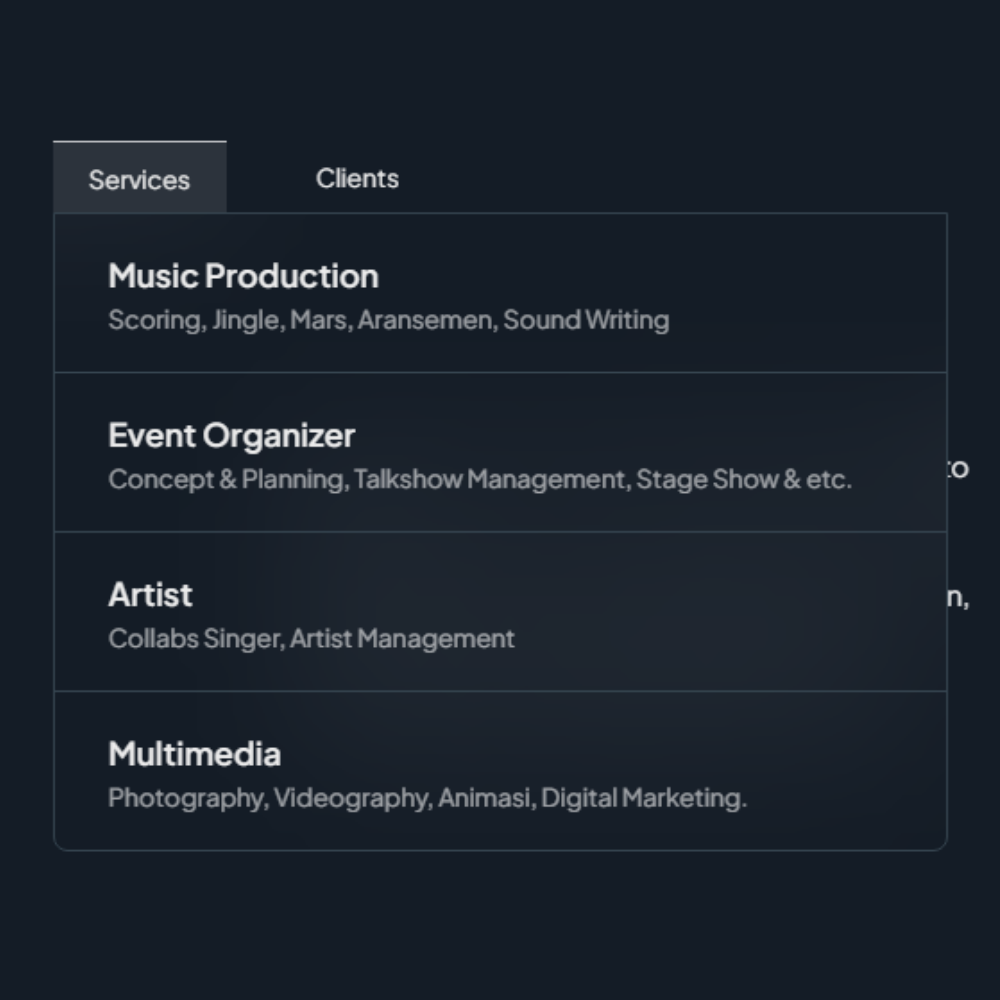 Services
Clients
Music Production
Scoring, Jingle, Mars, Aransemen, Sound Writing
Event Organizer
Concept & Planning, Talkshow Management, Stage Show & etc.
to
Artist
n,
Collabs Singer, Artist Management
Multimedia
Photography, Videography, Animasi, Digital Marketing.